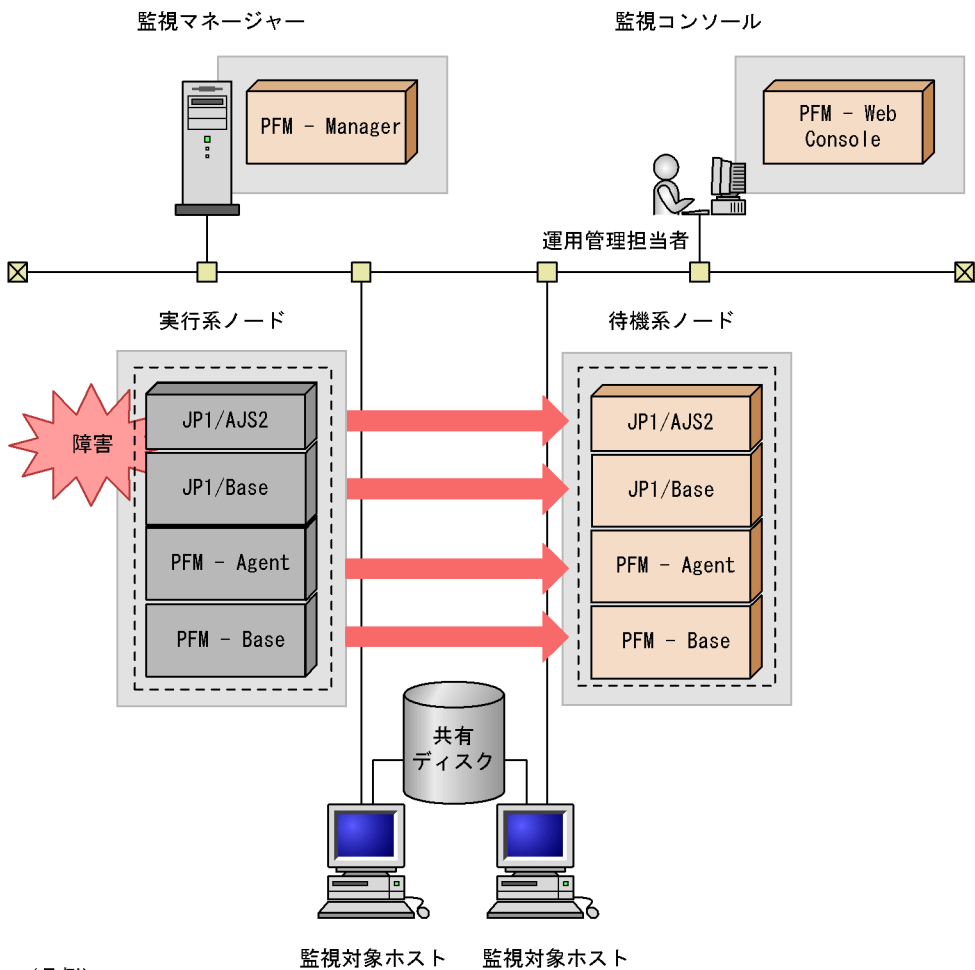 監視マネージャー
監視コンソール
PFM - Manager
PFM - Web
Console
運用管理担当者
実行系ノード
待機系ノード
障害
JP1/AJS2
JP1/Base
PFM - Agent
PFM - Base
JP1/AJS2
JP1/Base
PFM - Agent
PFM - Base
共有
ディスク
監視対象ホスト
監視対象ホスト